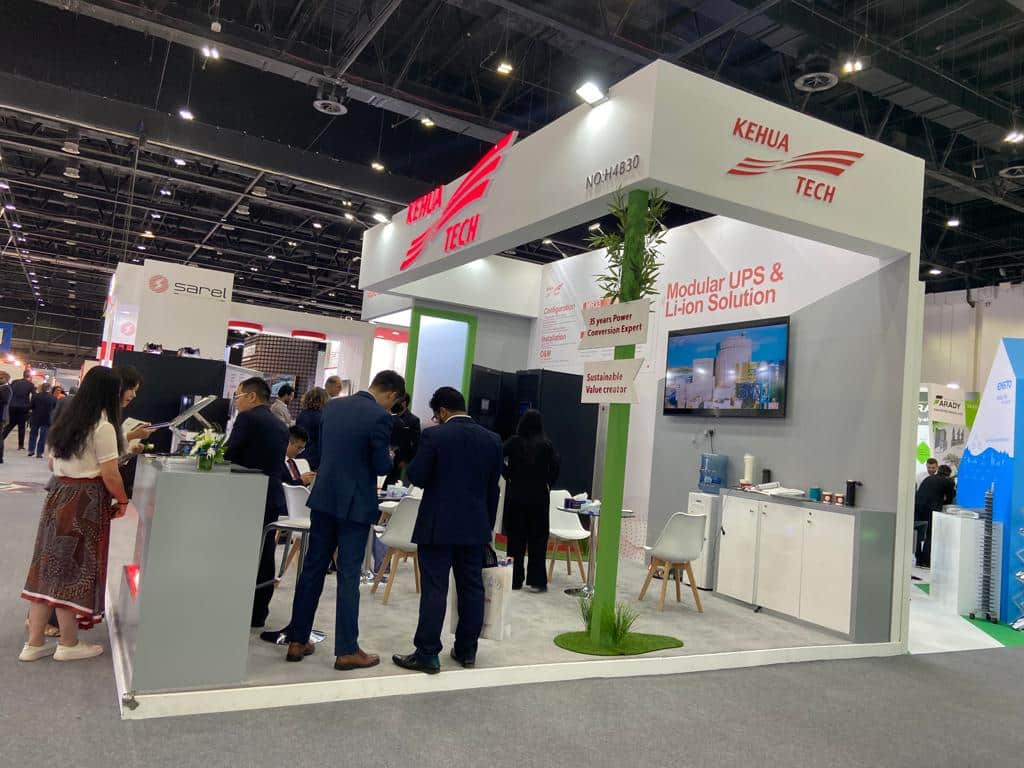 KEHUA
TECH
NO:H4B30
KEHUA
TECH
sarel
Modular UPS &
Li-ion Solution
Configuration
Installation
O&M
35 years Power
Conversion Expert
Sustainable
Value creator
ARADY